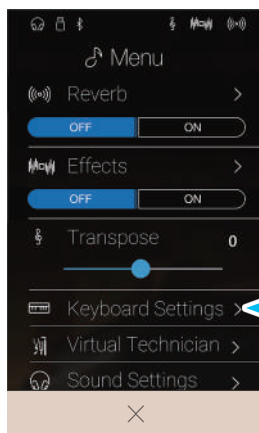 Menu
Reverb
OFF ON
Effects
OFF ON
Transpose 0
Keyboard Settings
Virtual Technician
Sound Settings